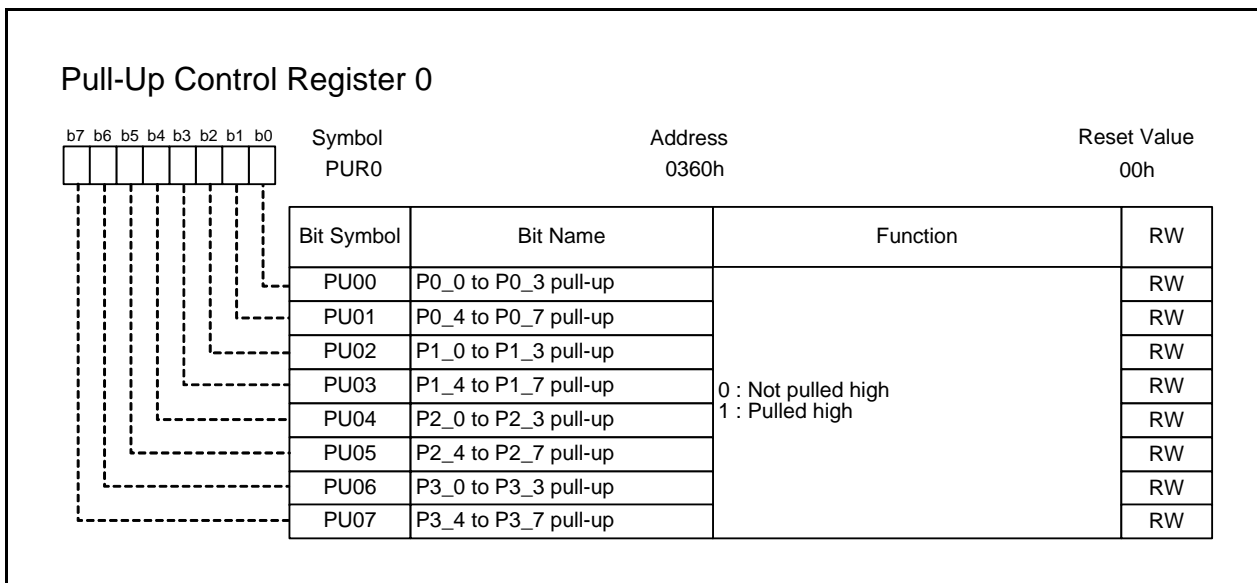 Pull-Up Control Register 0
b7 b6 b5 b4 b3 b2 b1 b0 Symbol Address Reset Value
PUR0 0360h 00h
Bit Symbol Bit Name Function RW
PU00 P0_0 to P0_3 pull-up RW
PU01 P0_4 to P0_7 pull-up RW
PU02 P1_0 to P1_3 pull-up RW
PU03 P1_4 to P1_7 pull-up 0 : Not pulled high RW
PU04 P2_0 to P2_3 pull-up 1 : Pulled high RW
PU05 P2_4 to P2_7 pull-up RW
PU06 P3_0 to P3_3 pull-up RW
PU07 P3_4 to P3_7 pull-up RW